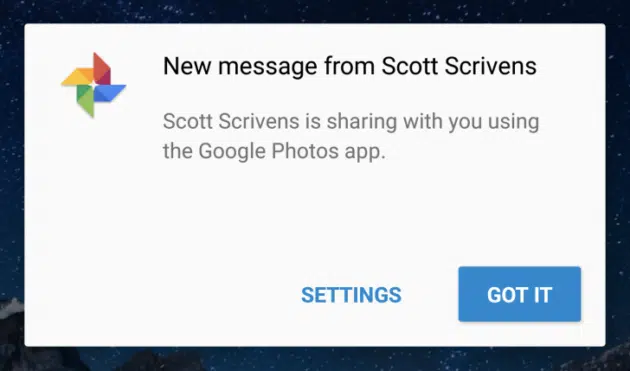 New message from Scott Scrivens
Scott Scrivens is sharing with you using
the Google Photos app.
SETTINGS
GOT IT